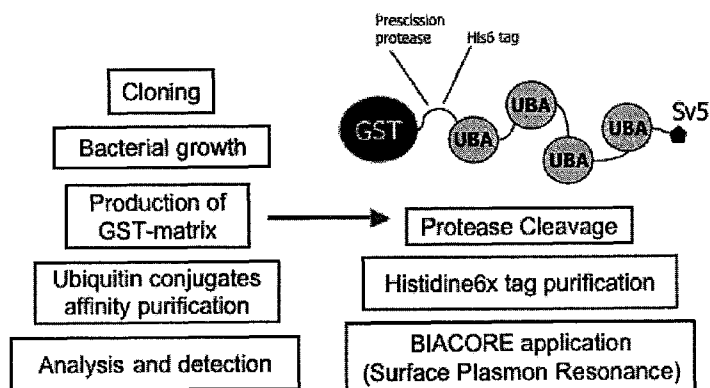 Prescission
protease
His6 tag
GST
UBA
UBA
UBA
UBA
Sv5
Cloning
Bacterial growth
Production of
GST-matrix
Ubiquitin conjugates
affinity purification
Analysis and detection
Protease Cleavage
Histidine6x tag purification
BIACORE application
(Surface Plasmon Resonance)